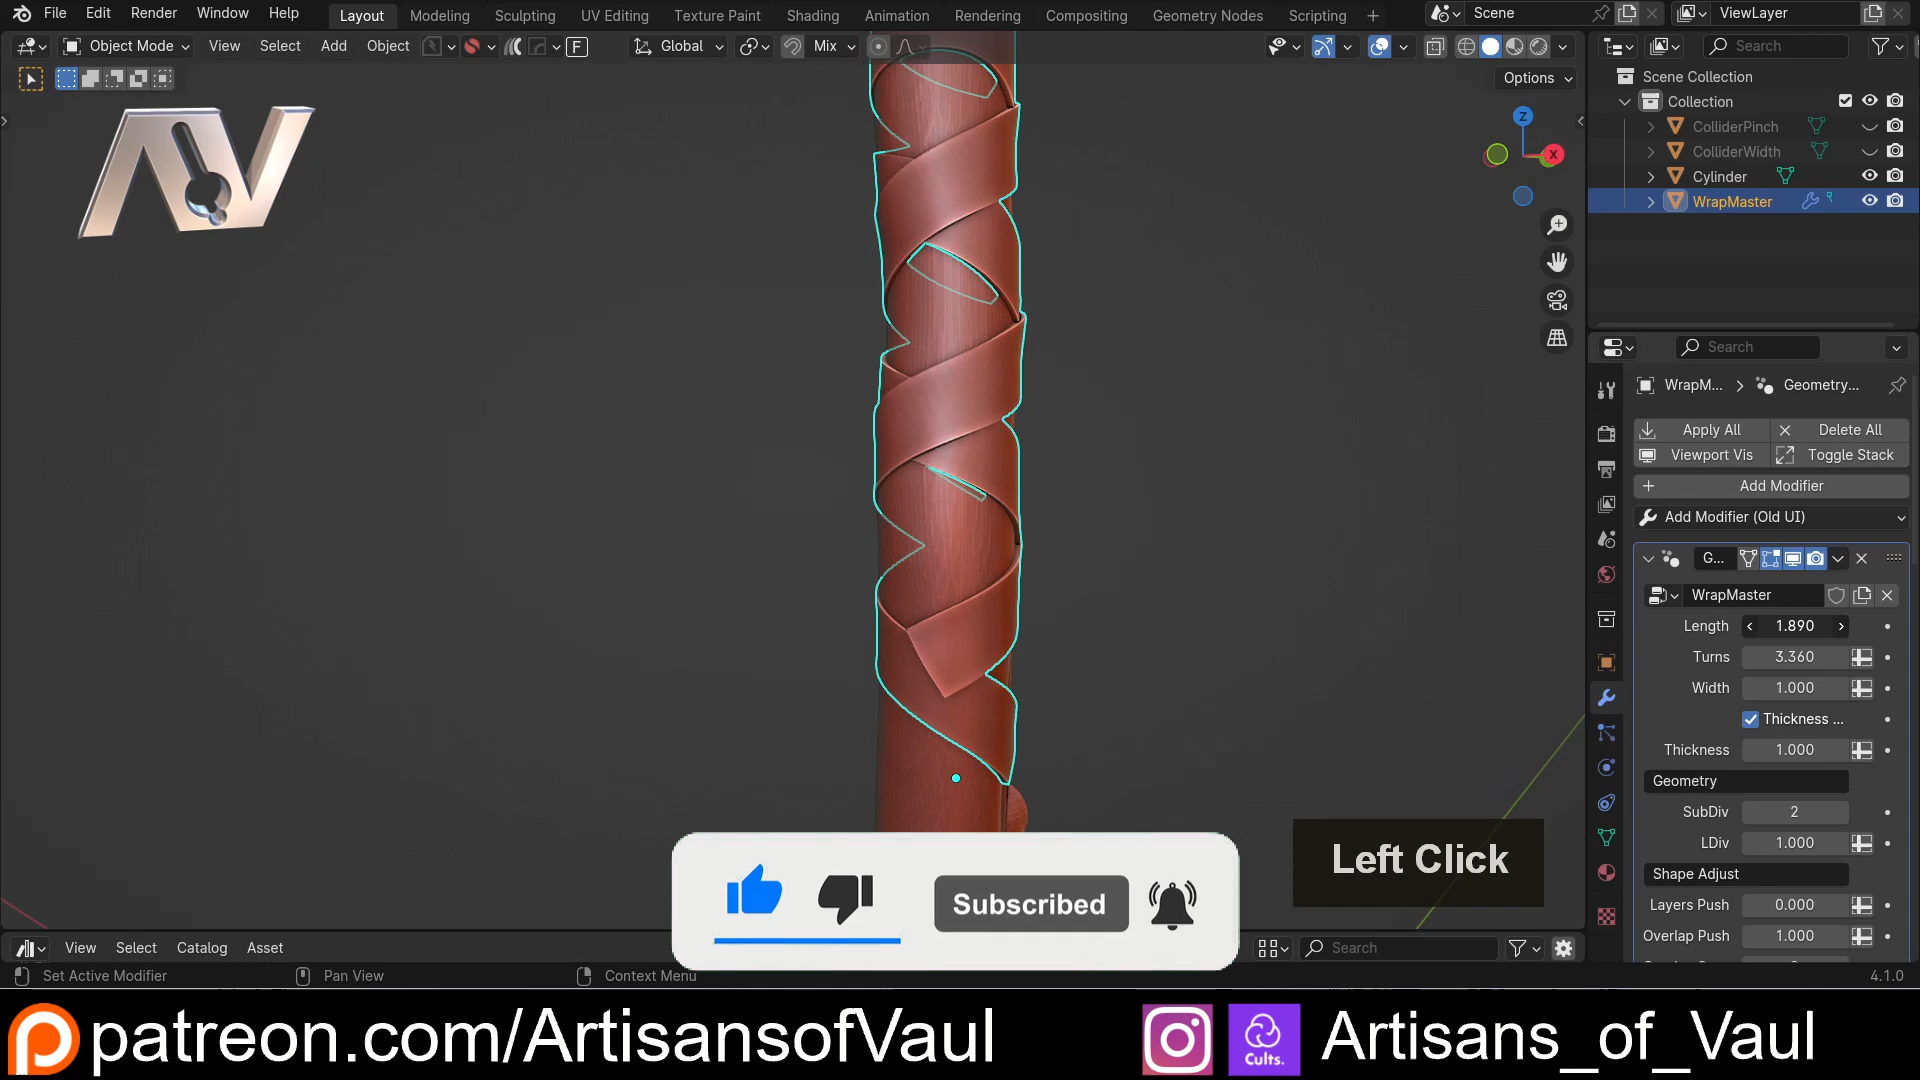 File Edit Render Window Help Layout Modeling Sculpting UV Editing Texture Paint Shading Animation Rendering Compositing Geometry Nodes Scripting + Scene ViewLayer
Object Mode View Select Add Object F Global Mix Search
Options
Z
X
AV
Scene Collection
Collection
ColliderPinch
ColliderWidth
Cylinder
WrapMaster
Search
WrapM... > Geometry...
Apply All Delete All
Viewport Vis Toggle Stack
Add Modifier
Add Modifier (Old UI)
G...
WrapMaster
Length 1.890
Turns 3.360
Width 1.000
Thickness ...
Thickness 1.000
Geometry
SubDiv 2
LDiv 1.000
Shape Adjust
Layers Push 0.000
Overlap Push 1.000
Left Click
Subscribed
View Select Catalog Asset Search
Set Active Modifier Pan View Context Menu 4.1.0
patreon.com/ArtisansofVaul Cults. Artisans_of_Vaul